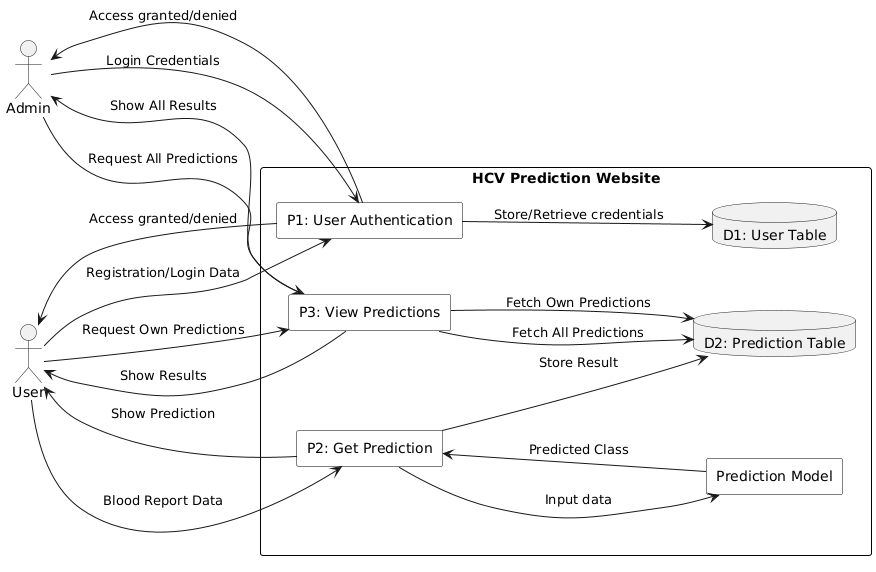 Access granted/denied
Login Credentials
Admin
Show All Results
Request All Predictions
HCV Prediction Website
P1: User Authentication
Store/Retrieve credentials
D1: User Table
Access granted/denied
Registration/Login Data
P3: View Predictions
Fetch Own Predictions
Fetch All Predictions
D2: Prediction Table
Request Own Predictions
Show Results
User
Store Result
Show Prediction
P2: Get Prediction
Predicted Class
Prediction Model
Input data
Blood Report Data